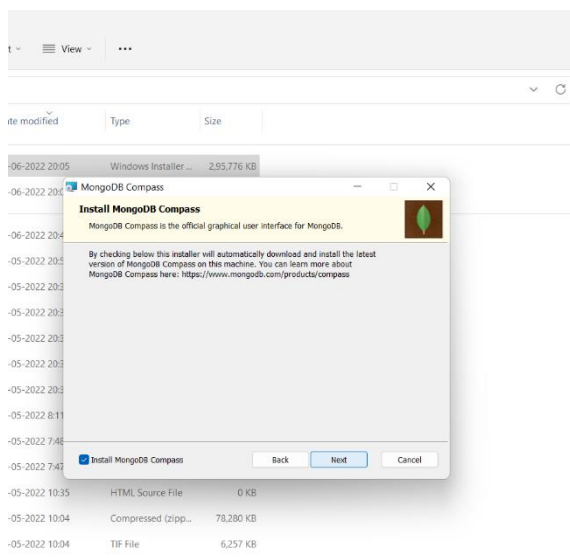 t
View
•••
ate modified Type Size
-06-2022 20:05 Windows Installer ... 2,95,776 KB
-06-2022 20:0
MongoDB Compass
Install MongoDB Compass
MongoDB Compass is the official graphical user interface for MongoDB.
-06-2022 20:4
By checking below this installer will automatically download and install the latest
version of MongoDB Compass on this machine. You can learn more about
MongoDB Compass here: https://www.mongodb.com/products/compass
-05-2022 20:5
-05-2022 20:3
-05-2022 20:3
-05-2022 20:3
-05-2022 20:3
-05-2022 20:3
-05-2022 8:11
-05-2022 7:48
Install MongoDB Compass Back Next Cancel
-05-2022 7:47
-05-2022 10:35 HTML Source File 0 KB
-05-2022 10:04 Compressed (zipp... 78,280 KB
-05-2022 10:04 TIF File 6,257 KB